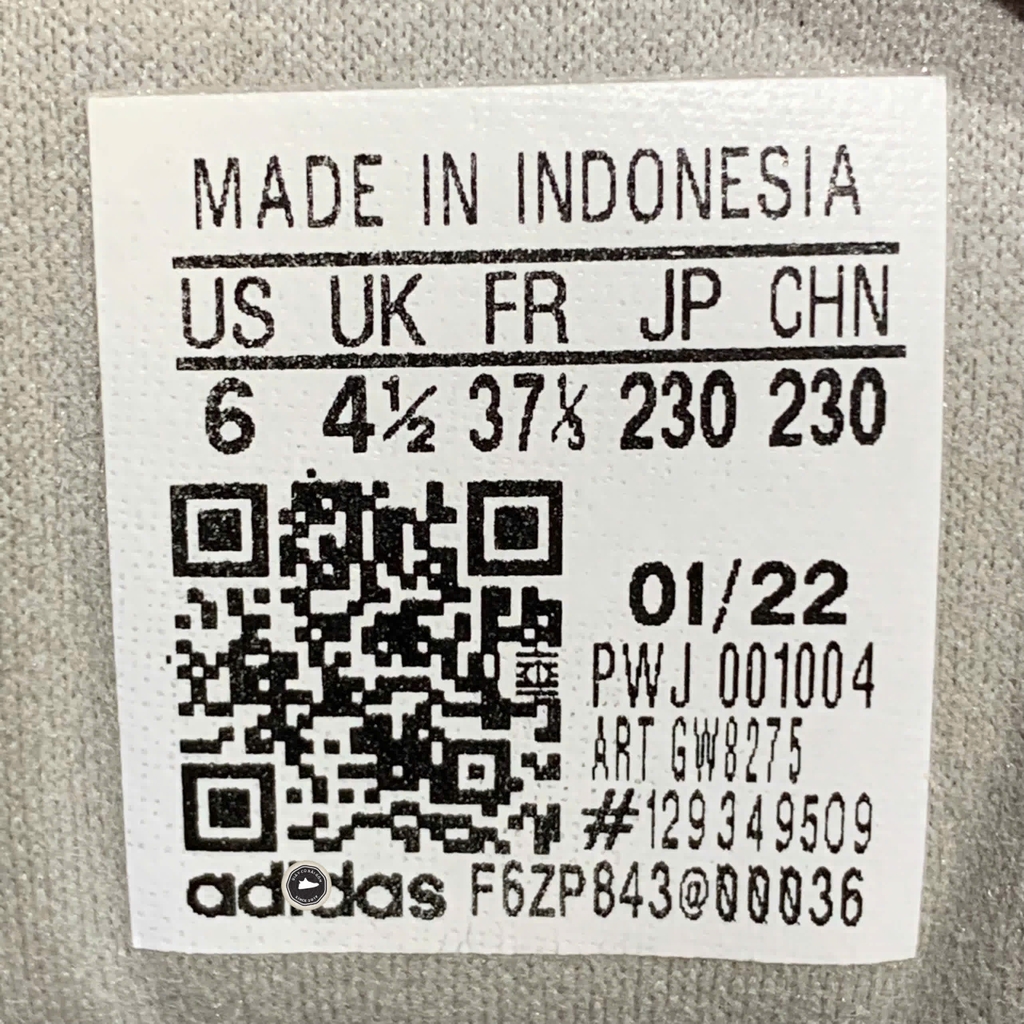 MADE IN INDONESIA
US UK FR JP CHN
6 4½ 37⅓ 230 230
01/22
PWJ 001004
ART GW8275
#129349509
adidas F6ZP843@00036